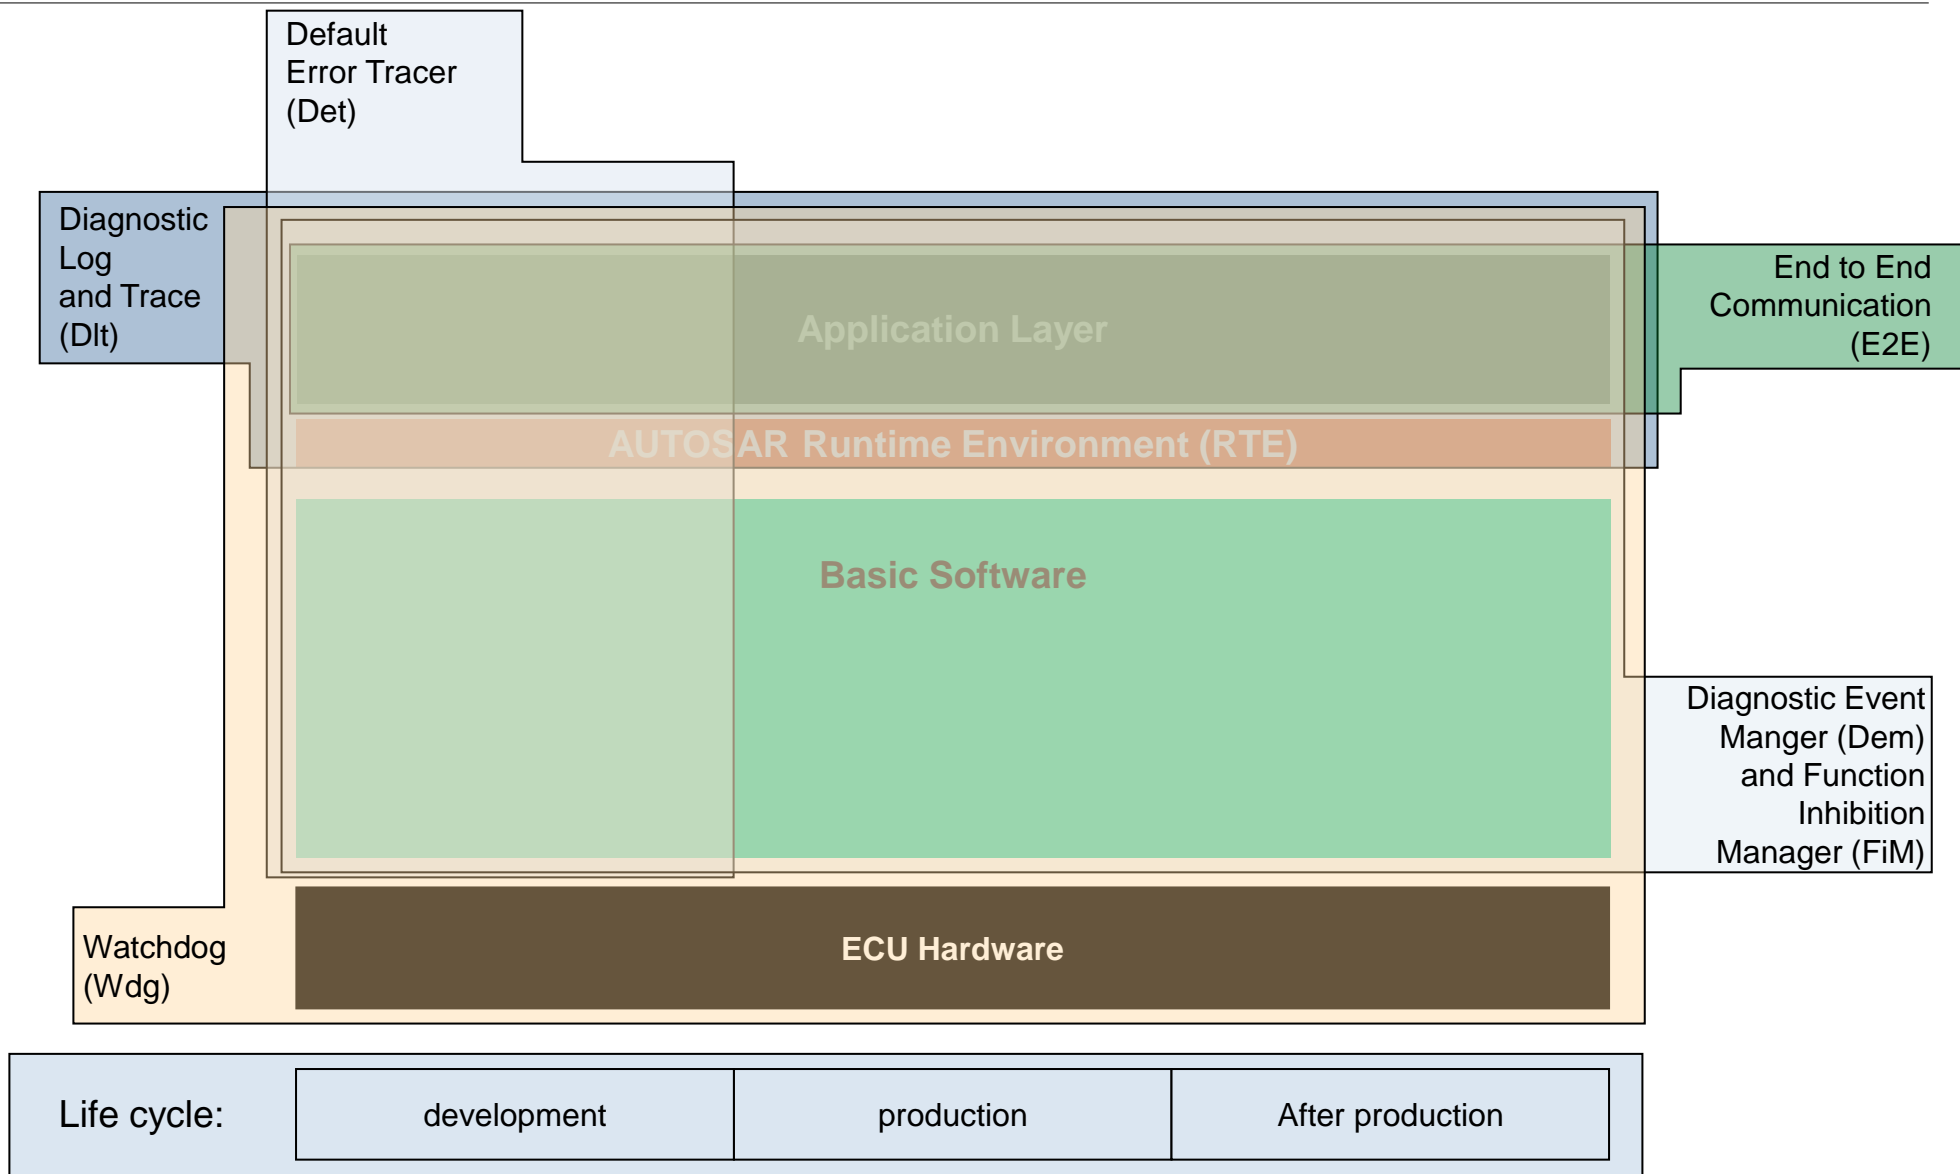 Default
Error Tracer
(Det)
Diagnostic
Log
and Trace
(Dlt)
End to End
Communication
(E2E)
Application Layer
AUTOSAR Runtime Environment (RTE)
Basic Software
Diagnostic Event
Manger (Dem)
and Function
Inhibition
Manager (FiM)
Watchdog
(Wdg)
ECU Hardware
Life cycle:
development
production
After production